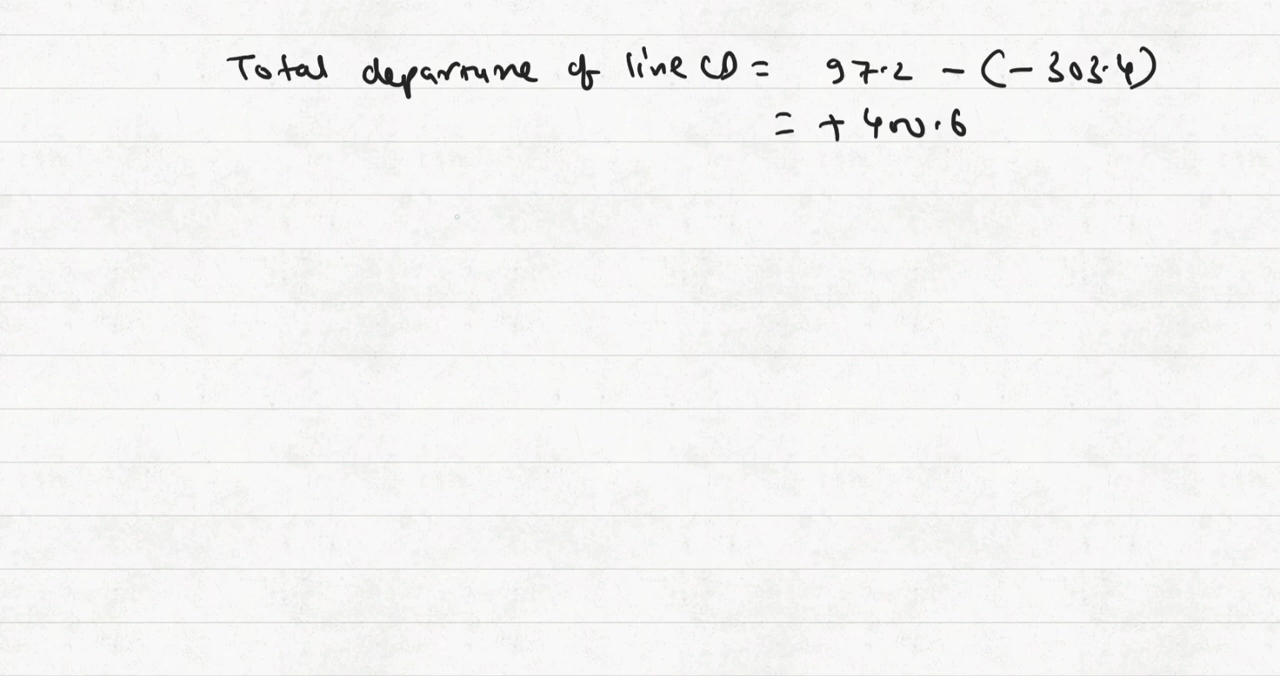 Total departure of line CD = 97.2 - (-303.4)
= + 400.6